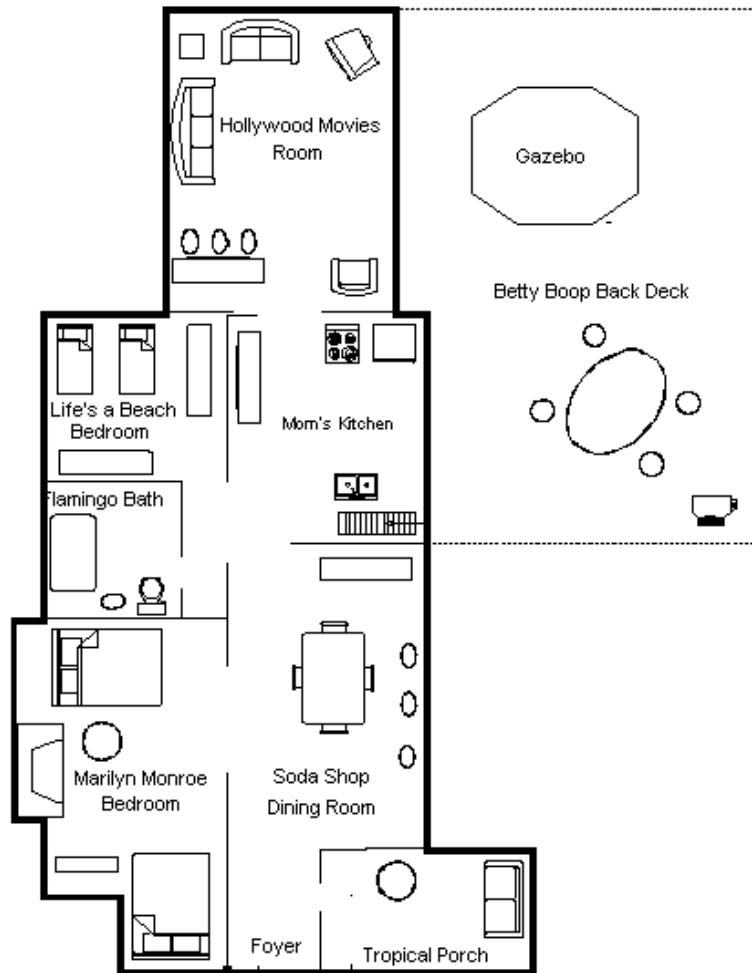 Hollywood Movies
Room
Gazebo
Betty Boop Back Deck
Life's a Beach
Bedroom
Mom's Kitchen
Flamingo Bath
Marilyn Monroe
Bedroom
Soda Shop
Dining Room
Foyer
Tropical Porch